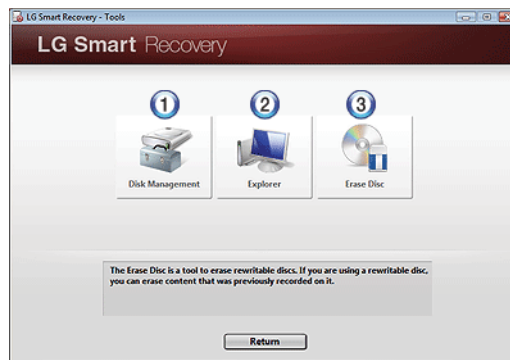 LG Smart Recovery - Tools
LG Smart Recovery
1 2 3
Disk Management Explorer Erase Disc
The Erase Disc is a tool to erase rewritable discs. If you are using a rewritable disc,
you can erase content that was previously recorded on it.
Return